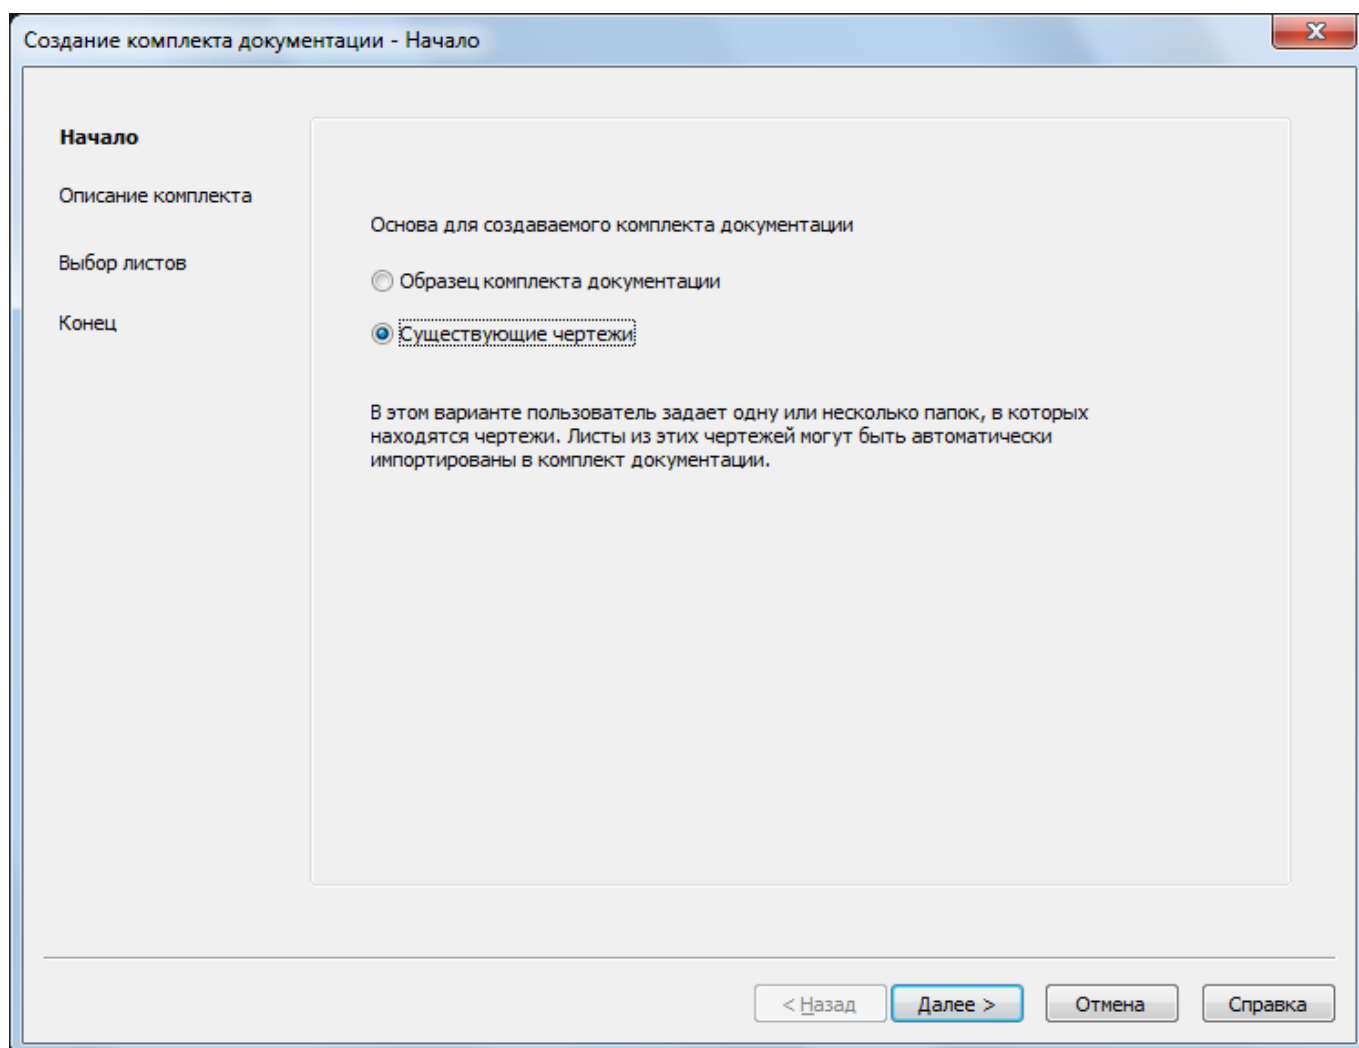 Создание комплекта документации - Начало
Начало
Описание комплекта
Выбор листов
Конец
Основа для создаваемого комплекта документации
Образец комплекта документации
Существующие чертежи
В этом варианте пользователь задает одну или несколько папок, в которых
находятся чертежи. Листы из этих чертежей могут быть автоматически
импортированы в комплект документации.
< Назад
Далее >
Отмена
Справка